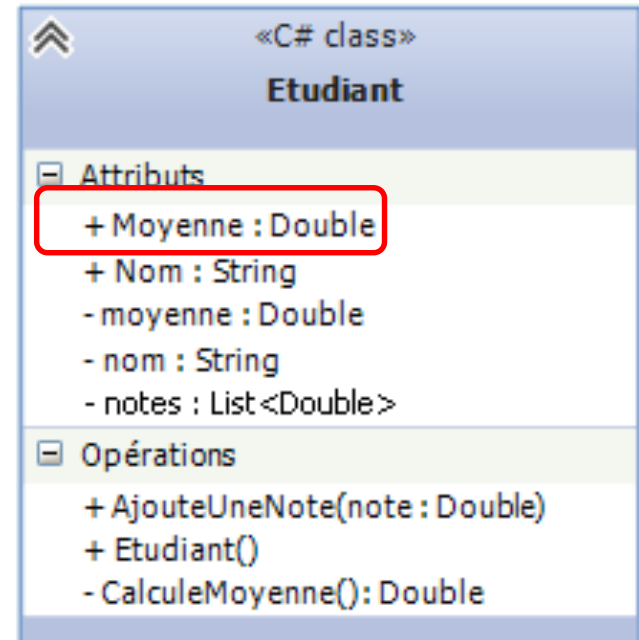 «C# class»
Etudiant
Attributs
+ Moyenne : Double
+ Nom : String
- moyenne : Double
- nom : String
- notes : List<Double>
Opérations
+ AjouteUneNote(note : Double)
+ Etudiant()
- CalculeMoyenne(): Double